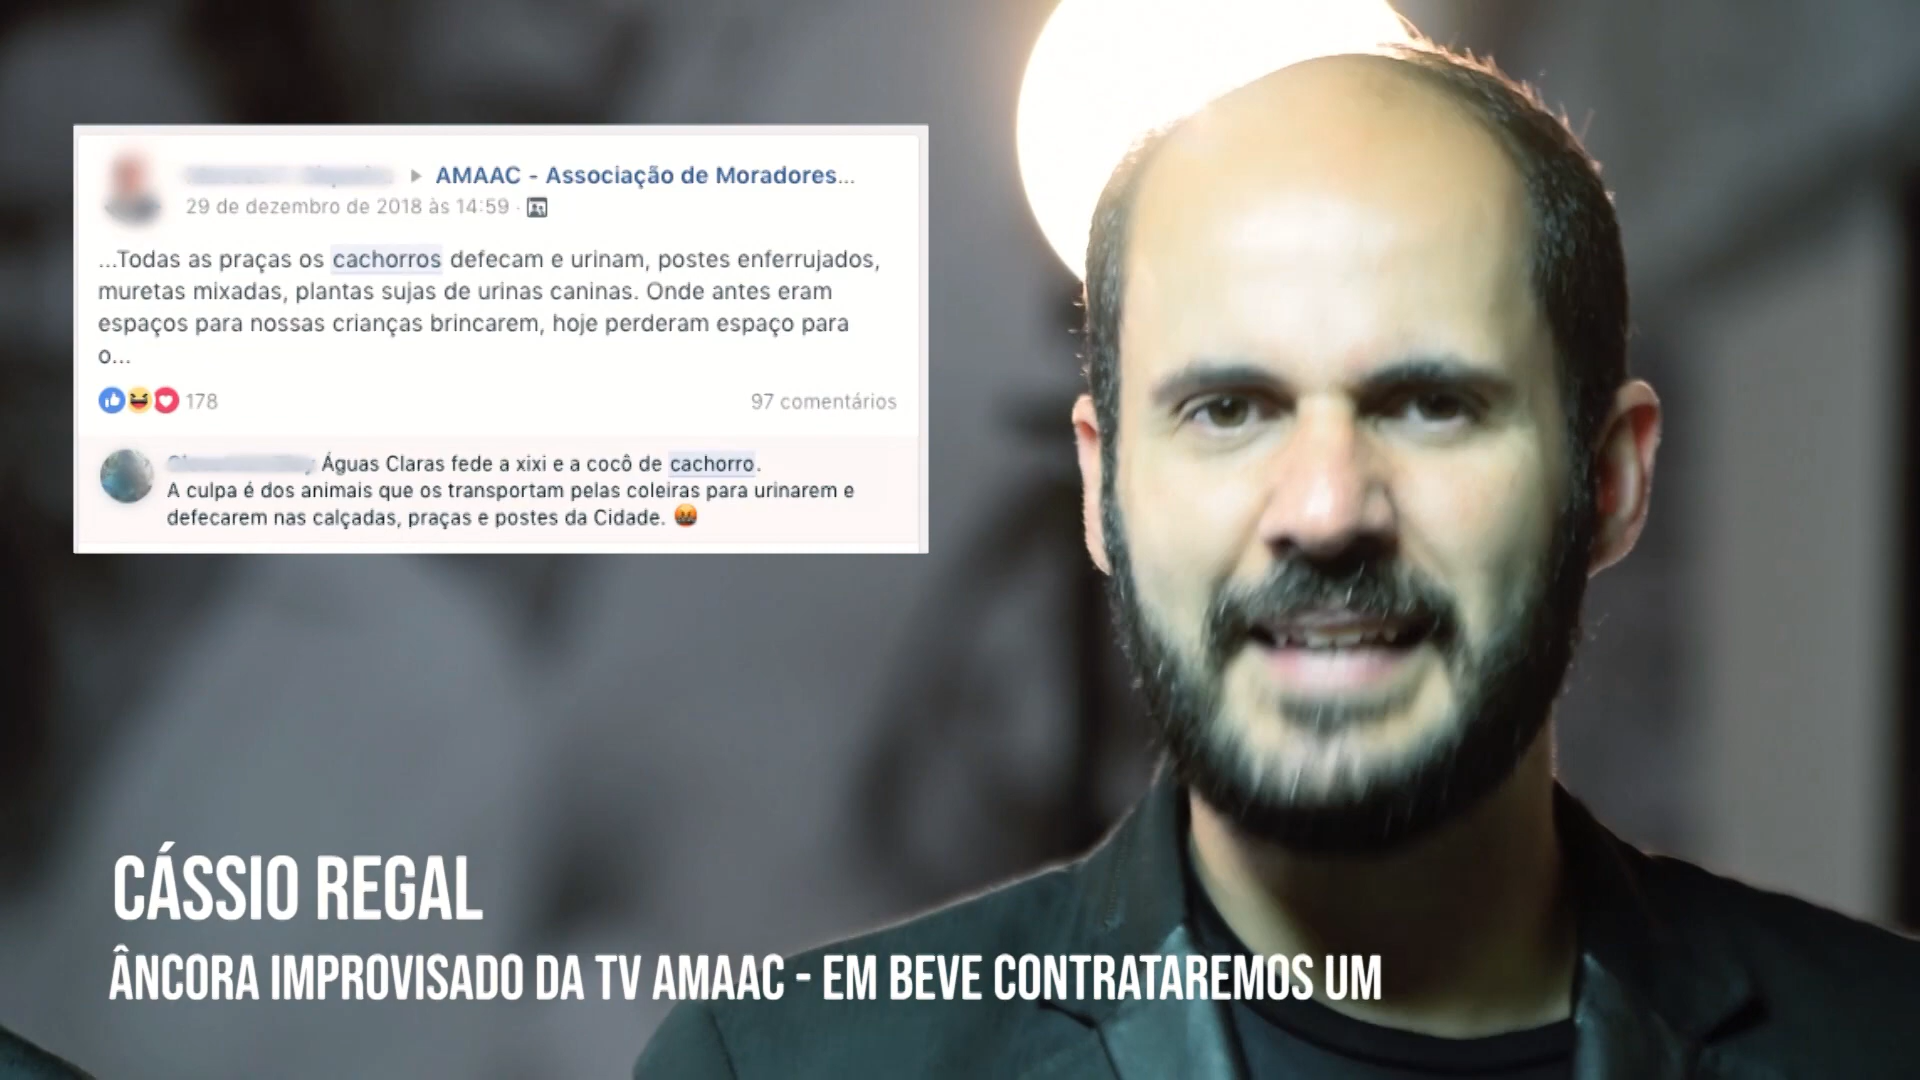 AMAAC - Associação de Moradores...
29 de dezembro de 2018 às 14:59 ·
...Todas as praças os cachorros defecam e urinam, postes enferrujados,
muretas mixadas, plantas sujas de urinas caninas. Onde antes eram
espaços para nossas crianças brincarem, hoje perderam espaço para
o...
178
97 comentários
Águas Claras fede a xixi e a cocô de cachorro.
A culpa é dos animais que os transportam pelas coleiras para urinarem e
defecarem nas calçadas, praças e postes da Cidade.
CÁSSIO REGAL
ÂNCORA IMPROVISADO DA TV AMAAC - EM BEVE CONTRATAREMOS UM